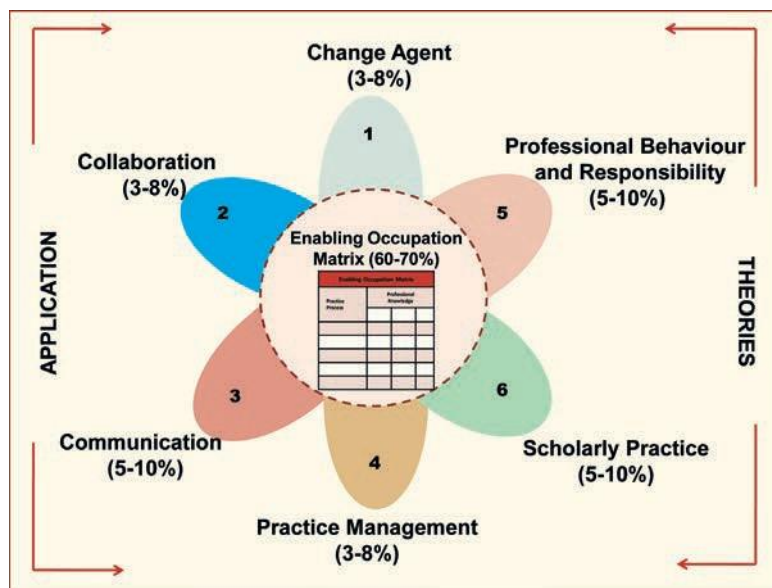 Change Agent
(3-8%)
1
Collaboration
(3-8%)
2
Professional Behaviour
and Responsibility
(5-10%)
5
Enabling Occupation
Matrix (60-70%)
Enabling Occupation Matrix
Practice
Process
Professional
Knowledge
APPLICATION
THEORIES
3
Communication
(5-10%)
6
Scholarly Practice
(5-10%)
4
Practice Management
(3-8%)